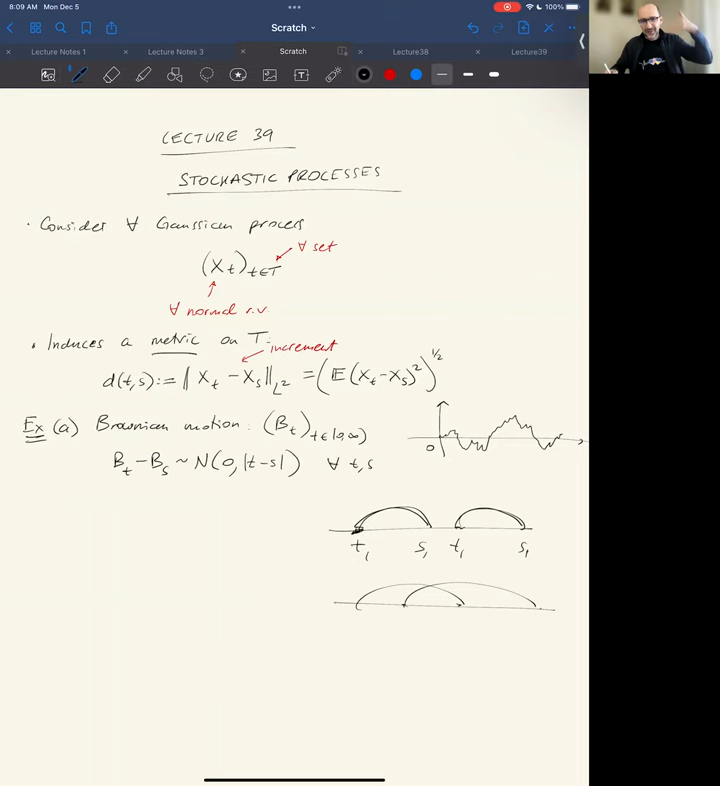 8:09 AM Mon Dec 5
100%
Scratch
Lecture Notes 1
Lecture Notes 3
Scratch
Lecture38
Lecture39
LECTURE 39
STOCHASTIC PROCESSES
• Consider ∀ Gaussian process
(X_t)_{t∈T} ∀ set
∀ normal r.v.
• Induces a metric on T:
increment
d(t,s) := ‖X_t − X_s‖_{L²} = (𝔼(X_t − X_s)²)^{1/2}
Ex (a) Brownian motion: (B_t)_{t∈[0,∞)}
0
B_t − B_s ~ N(0, |t−s|) ∀ t,s
t₁ s₁ t₁ s₁